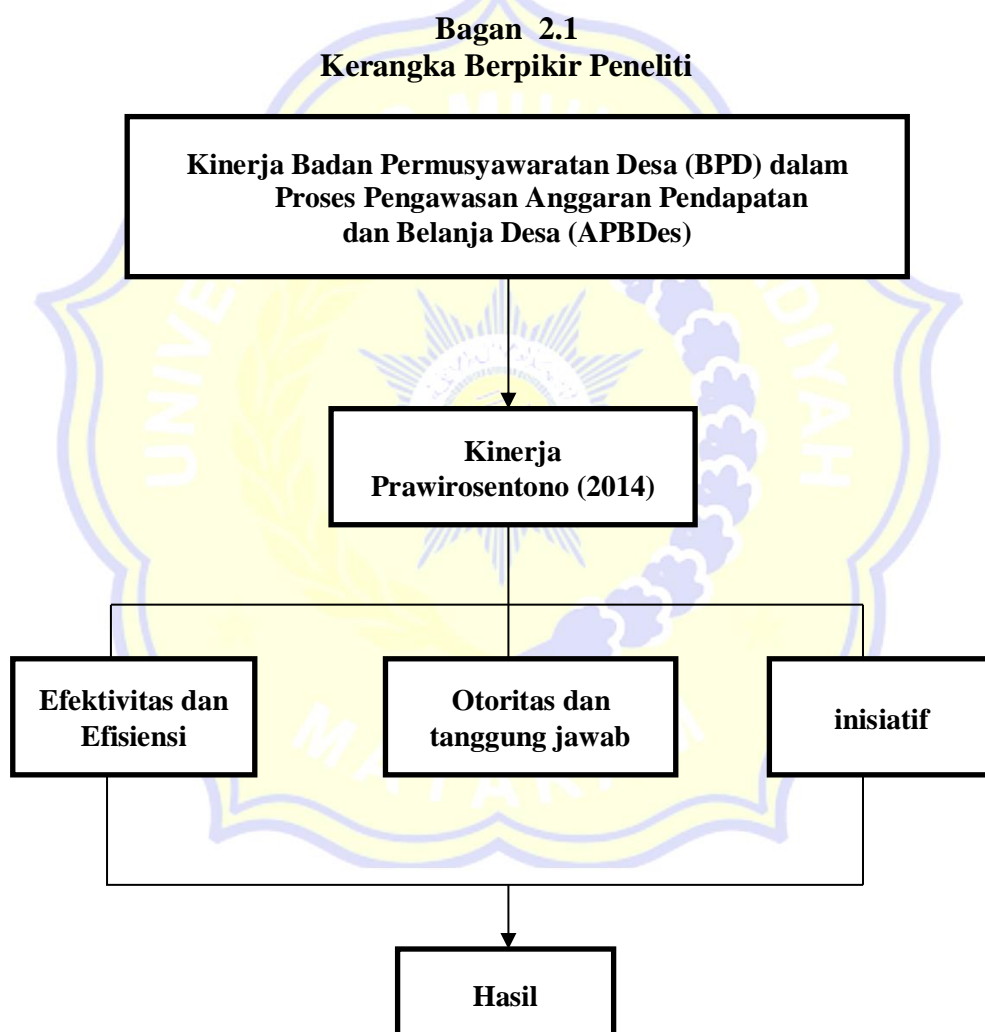 Bagan 2.1
Kerangka Berpikir Peneliti
Kinerja Badan Permusyawaratan Desa (BPD) dalam
Proses Pengawasan Anggaran Pendapatan
dan Belanja Desa (APBDes)
Kinerja
Prawirosentono (2014)
Efektivitas dan
Efisiensi
Otoritas dan
tanggung jawab
inisiatif
Hasil
MATARAM